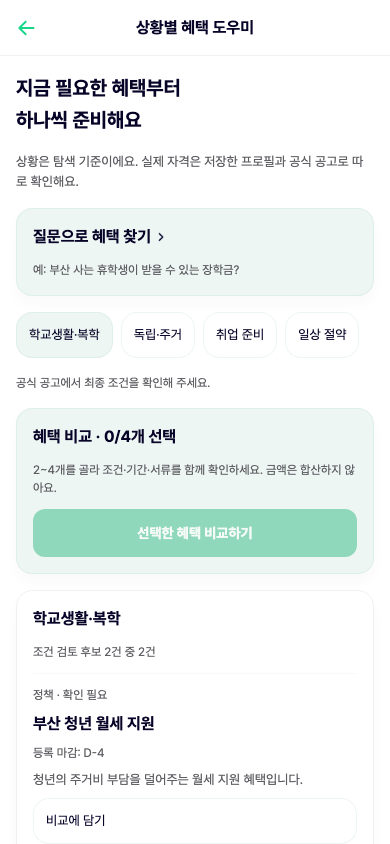 상황별 혜택 도우미
지금 필요한 혜택부터
하나씩 준비해요
상황은 탐색 기준이에요. 실제 자격은 저장한 프로필과 공식 공고로 따
로 확인해요.
질문으로 혜택 찾기 >
예: 부산 사는 휴학생이 받을 수 있는 장학금?
학교생활·복학 독립·주거 취업 준비 일상 절약
공식 공고에서 최종 조건을 확인해 주세요.
혜택 비교 · 0/4개 선택
2~4개를 골라 조건·기간·서류를 함께 확인하세요. 금액은 합산하지 않
아요.
선택한 혜택 비교하기
학교생활·복학
조건 검토 후보 2건 중 2건
정책 · 확인 필요
부산 청년 월세 지원
등록 마감: D-4
청년의 주거비 부담을 덜어주는 월세 지원 혜택입니다.
비교에 담기